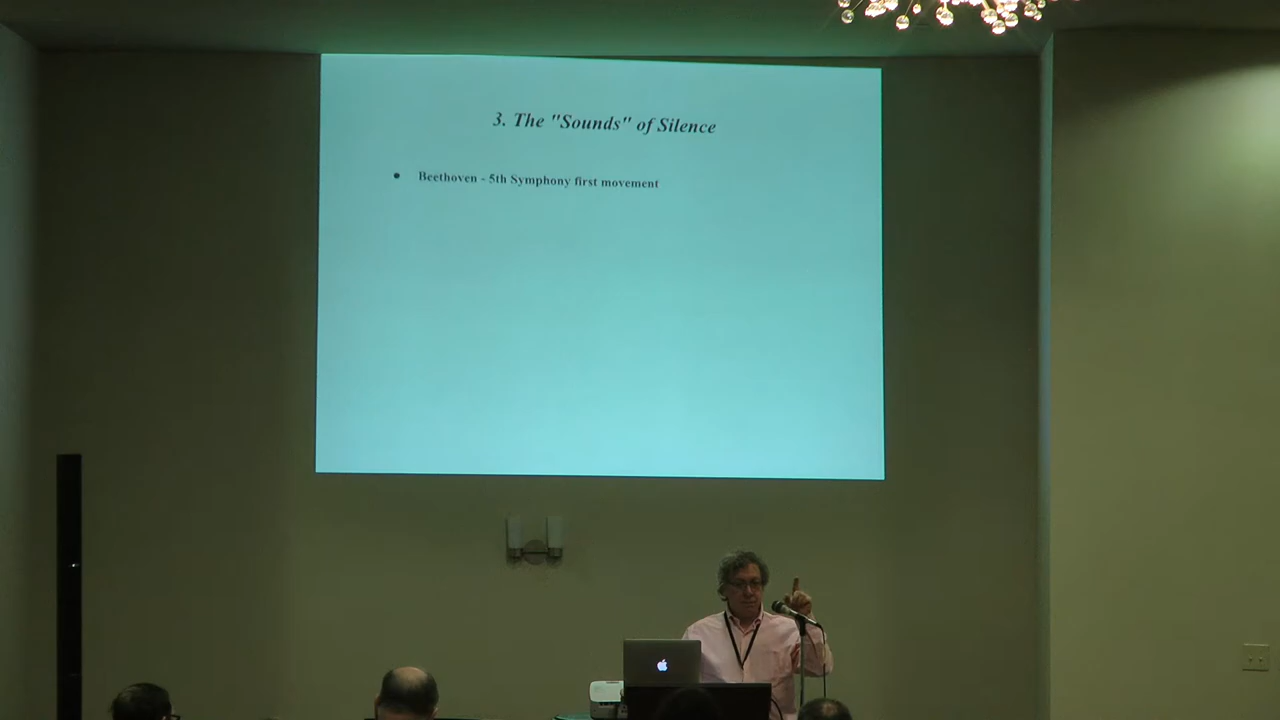 3. The "Sounds" of Silence
• Beethoven - 5th Symphony first movement